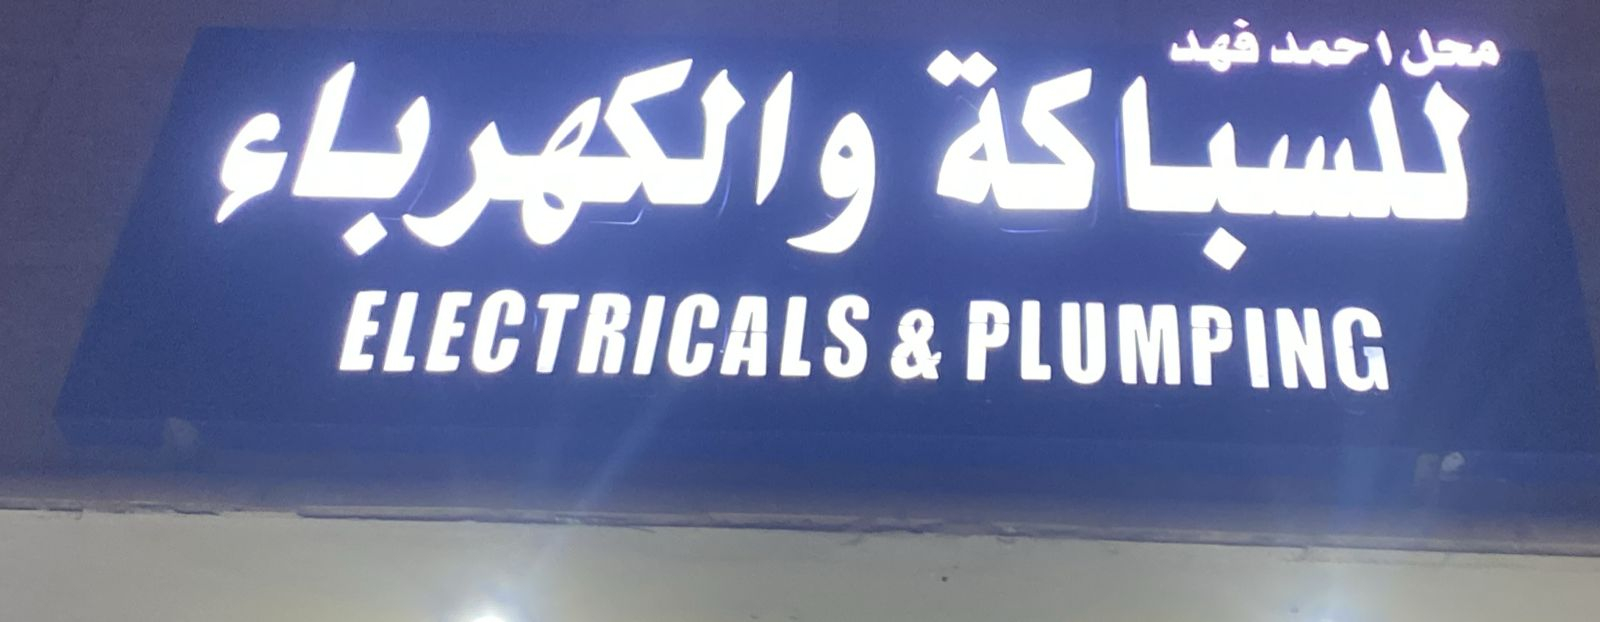 محل احمد فهد
للسباكة والكهرباء
ELECTRICALS & PLUMPING